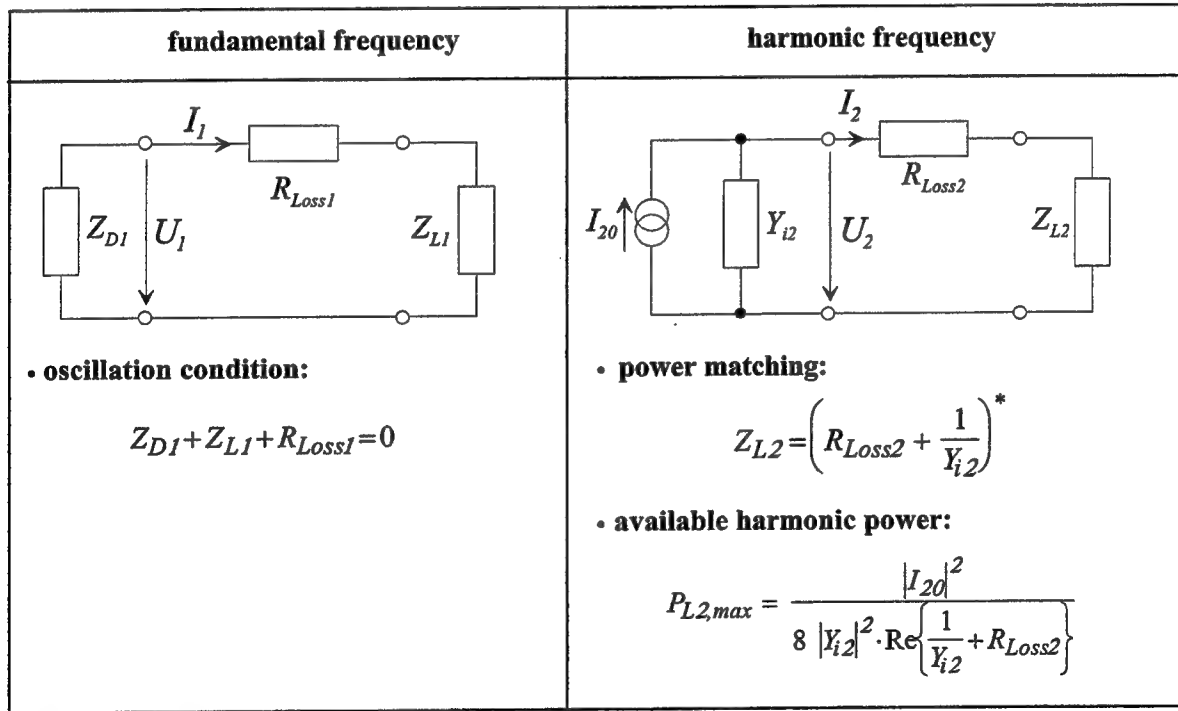 fundamental frequency
harmonic frequency
I1
RLoss1
ZD1
U1
ZL1
• oscillation condition:
ZD1+ZL1+RLoss1=0
I2
RLoss2
I20
Yi2
U2
ZL2
• power matching:
ZL2=(RLoss2 + 1/Yi2)*
• available harmonic power:
PL2,max = |I20|² / 8 |Yi2|²·Re{1/Yi2+RLoss2}